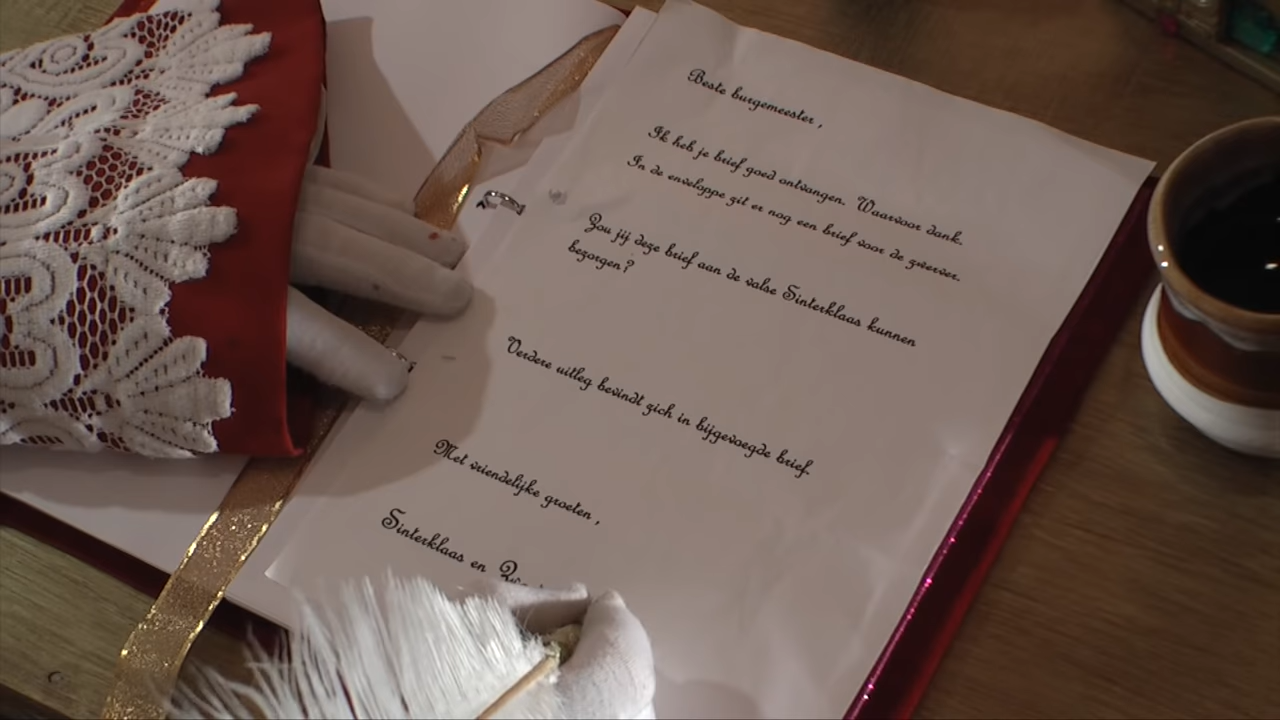 Beste burgemeester,
Ik heb je brief goed ontvangen. Waarvoor dank.
In de enveloppe zit er nog een brief voor de zwerver.
Zou jij deze brief aan de valse Sinterklaas kunnen
bezorgen?
Verdere uitleg bevindt zich in bijgevoegde brief.
Met vriendelijke groeten,
Sinterklaas en